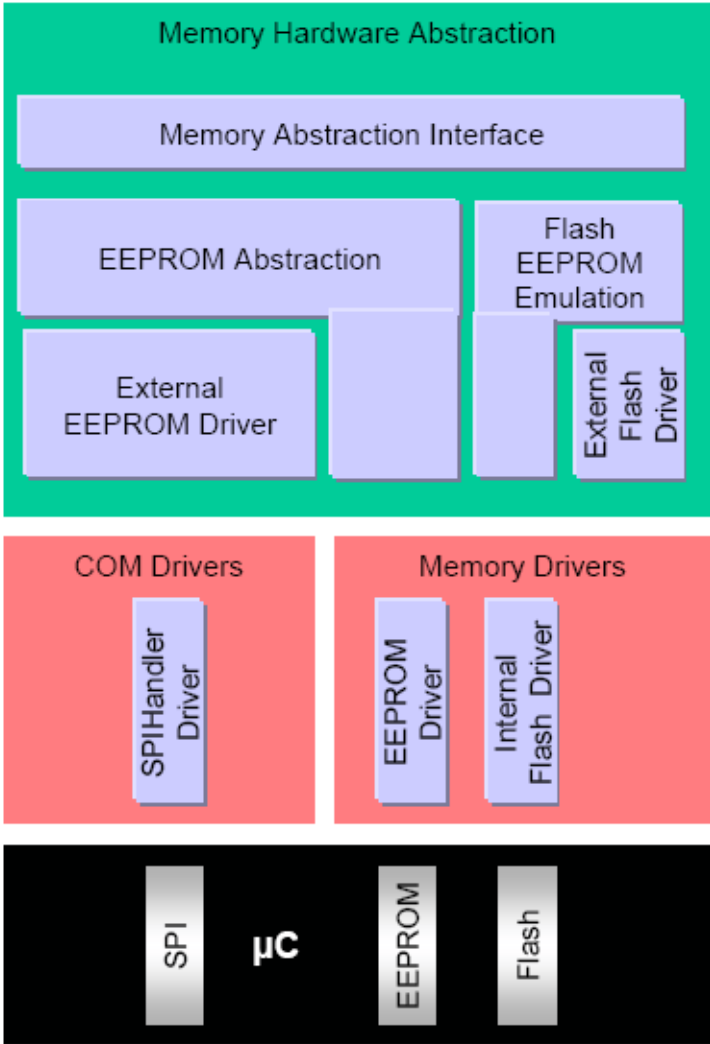 Memory Hardware Abstraction
Memory Abstraction Interface
EEPROM Abstraction
Flash
EEPROM
Emulation
External
EEPROM Driver
External
Flash
Driver
COM Drivers
SPIHandler
Driver
Memory Drivers
EEPROM
Driver
Internal
Flash Driver
SPI
µC
EEPROM
Flash